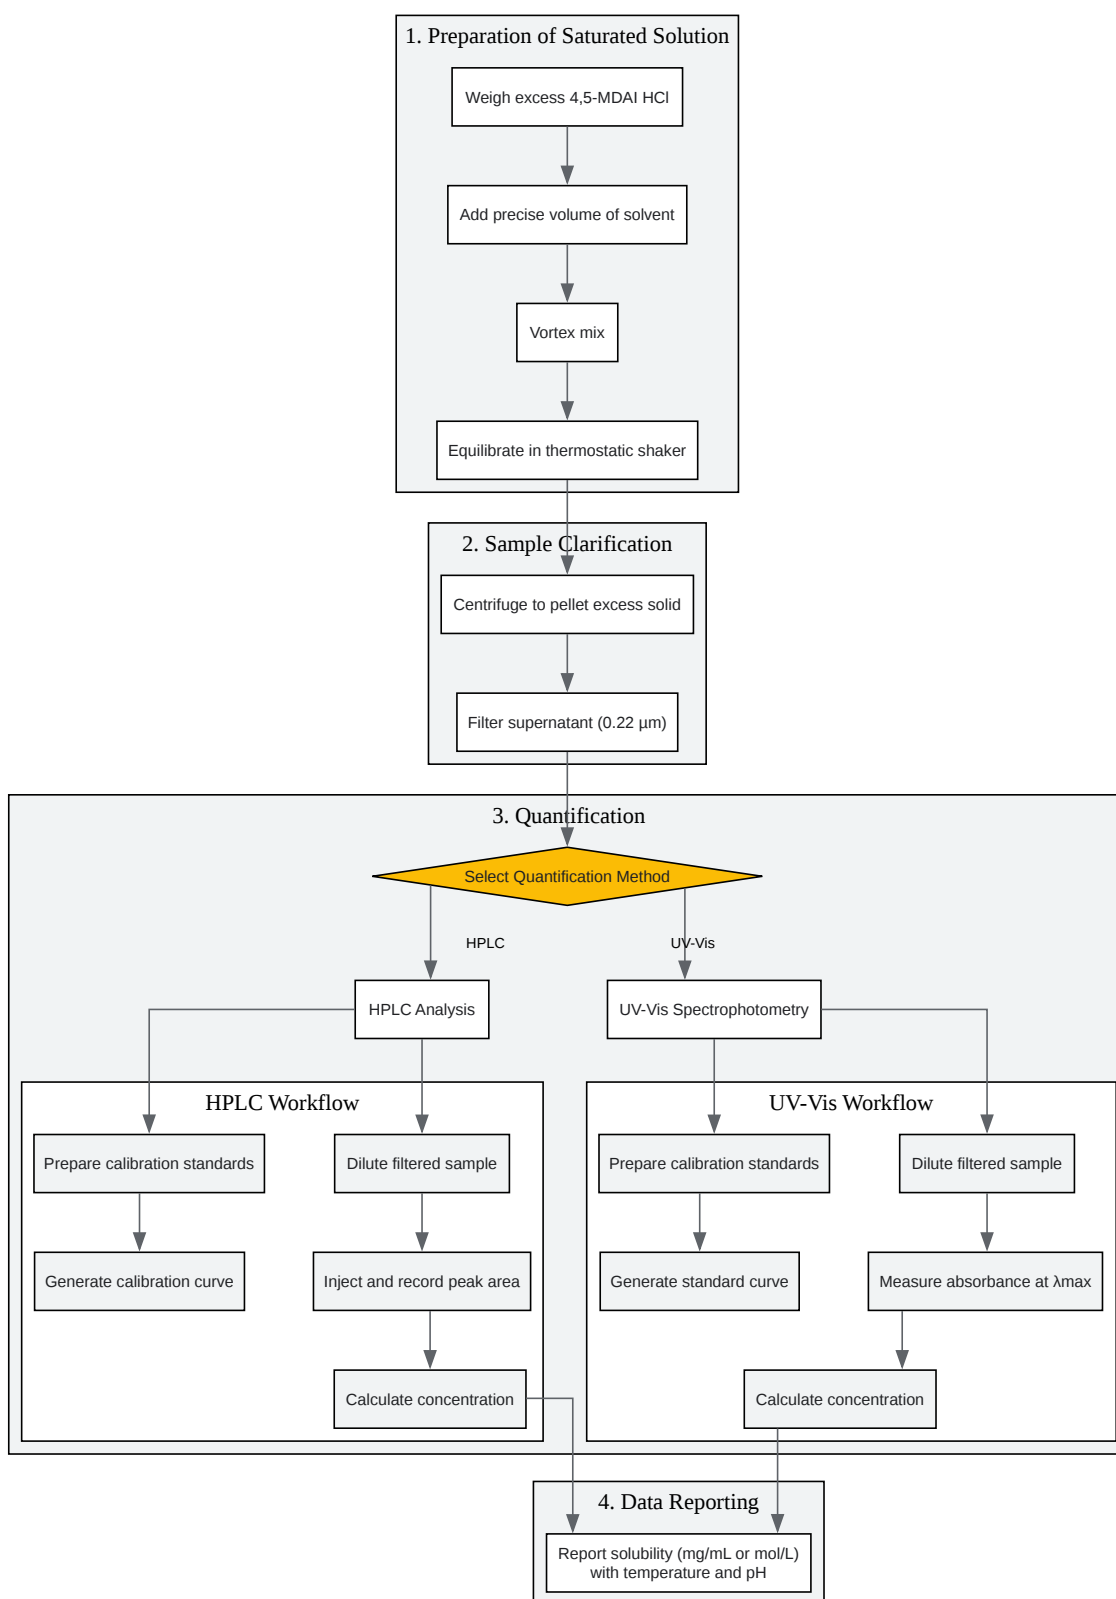 1. Preparation of Saturated Solution
Weigh excess 4,5-MDAI HCl
Add precise volume of solvent
Vortex mix
Equilibrate in thermostatic shaker
2. Sample Clarification
Centrifuge to pellet excess solid
Filter supernatant (0.22 µm)
3. Quantification
Select Quantification Method
HPLC
UV-Vis
HPLC Analysis
UV-Vis Spectrophotometry
HPLC Workflow
Prepare calibration standards
Dilute filtered sample
Generate calibration curve
Inject and record peak area
Calculate concentration
UV-Vis Workflow
Prepare calibration standards
Dilute filtered sample
Generate standard curve
Measure absorbance at λmax
Calculate concentration
4. Data Reporting
Report solubility (mg/mL or mol/L)
with temperature and pH